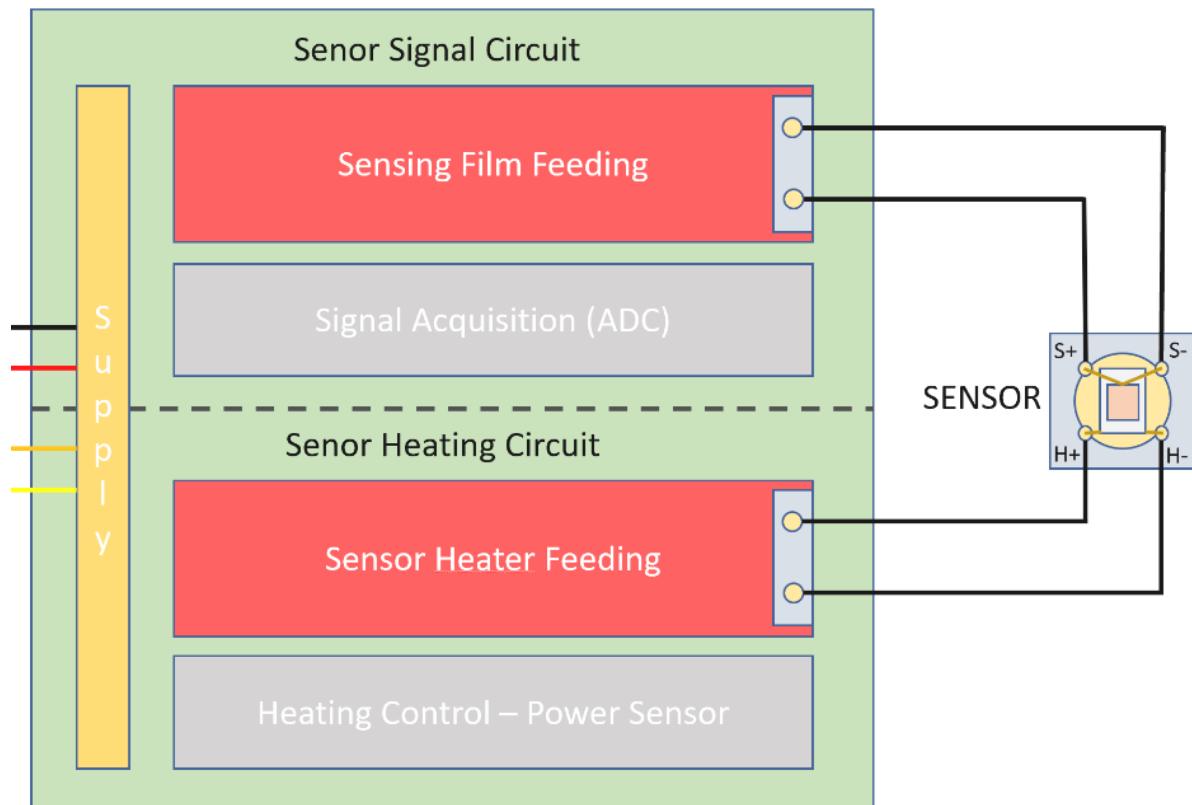 Senor Signal Circuit
Sensing Film Feeding
Signal Acquisition (ADC)
Supply
Senor Heating Circuit
Sensor Heater Feeding
Heating Control – Power Sensor
SENSOR
S+ S-
H+ H-